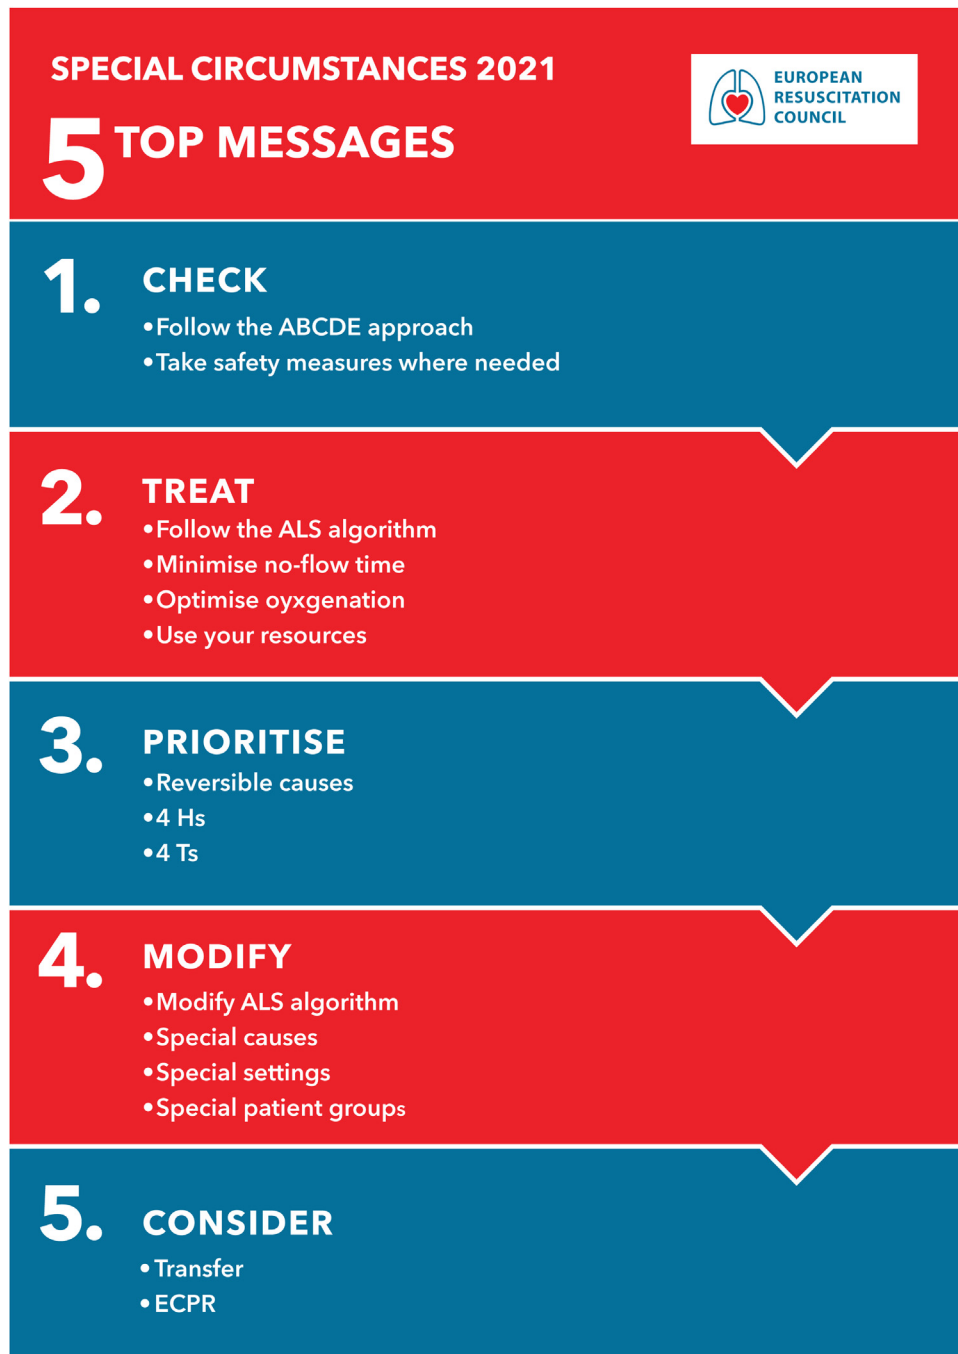 SPECIAL CIRCUMSTANCES 2021
5 TOP MESSAGES
EUROPEAN
RESUSCITATION
COUNCIL
1. CHECK
•Follow the ABCDE approach
•Take safety measures where needed
2. TREAT
•Follow the ALS algorithm
•Minimise no-flow time
•Optimise oyxgenation
•Use your resources
3. PRIORITISE
•Reversible causes
•4 Hs
•4 Ts
4. MODIFY
•Modify ALS algorithm
•Special causes
•Special settings
•Special patient groups
5. CONSIDER
• Transfer
• ECPR